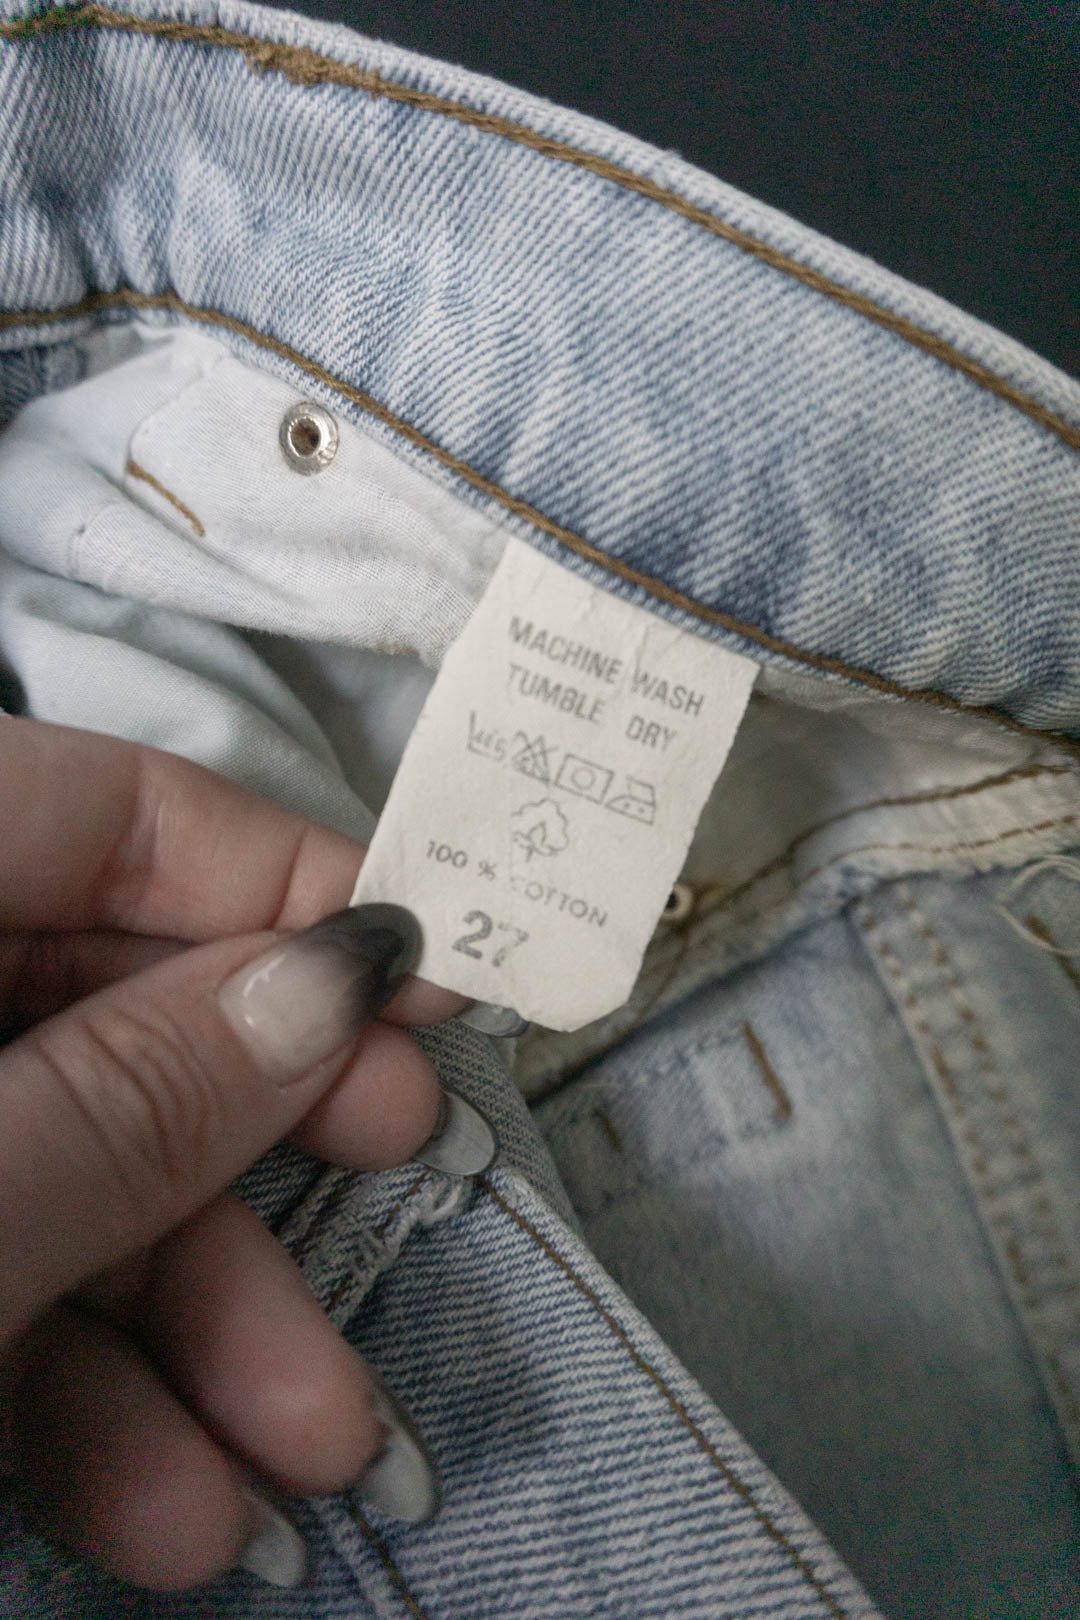 MACHINE WASH
TUMBLE DRY
100 % COTTON
27